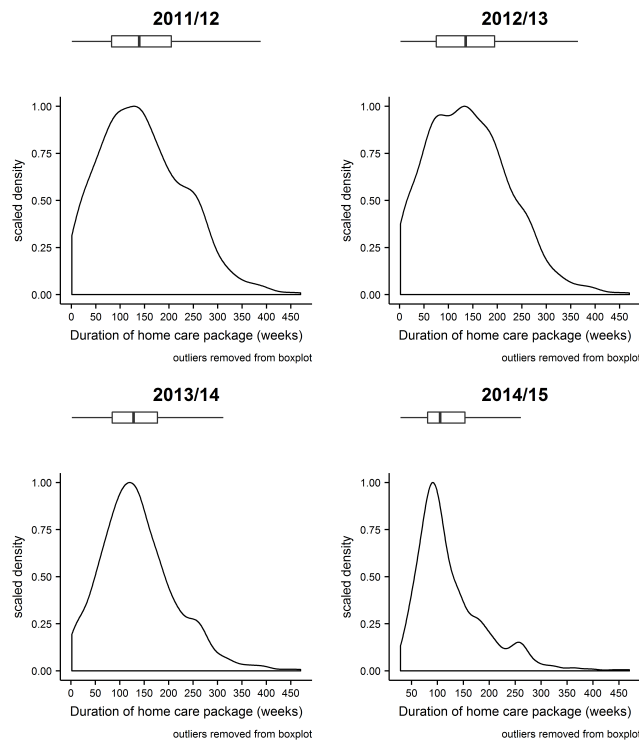 2011/12
1.00
0.75
0.50
0.25
0.00
scaled density
0 50 100 150 200 250 300 350 400 450
Duration of home care package (weeks)
outliers removed from boxplot
2012/13
1.00
0.75
0.50
0.25
0.00
scaled density
0 50 100 150 200 250 300 350 400 450
Duration of home care package (weeks)
outliers removed from boxplot
2013/14
1.00
0.75
0.50
0.25
0.00
scaled density
0 50 100 150 200 250 300 350 400 450
Duration of home care package (weeks)
outliers removed from boxplot
2014/15
1.00
0.75
0.50
0.25
0.00
scaled density
50 100 150 200 250 300 350 400 450
Duration of home care package (weeks)
outliers removed from boxplot